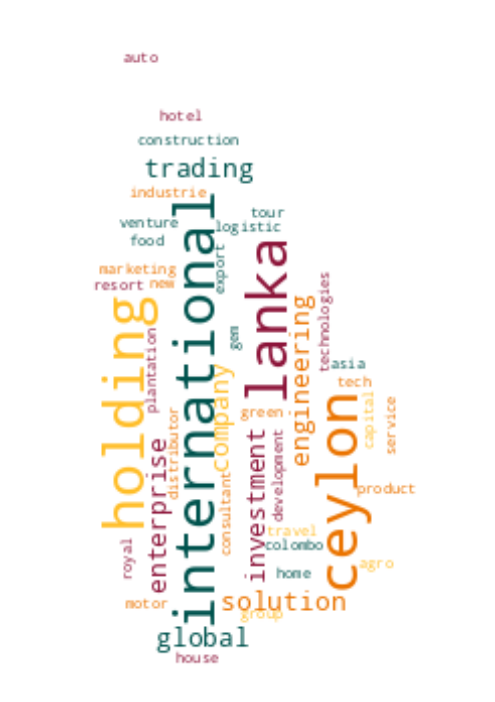 auto
hotel
construction
trading
industrie
tour
venture
logistic
food
international
lanka
export
marketing
resort
new
technologies
holding
engineering
gem
plantation
asia
company
tech
ceylon
capital
service
green
distributor
enterprise
investment
development
consultant
product
travel
colombo
royal
home
agro
motor
solution
group
global
house